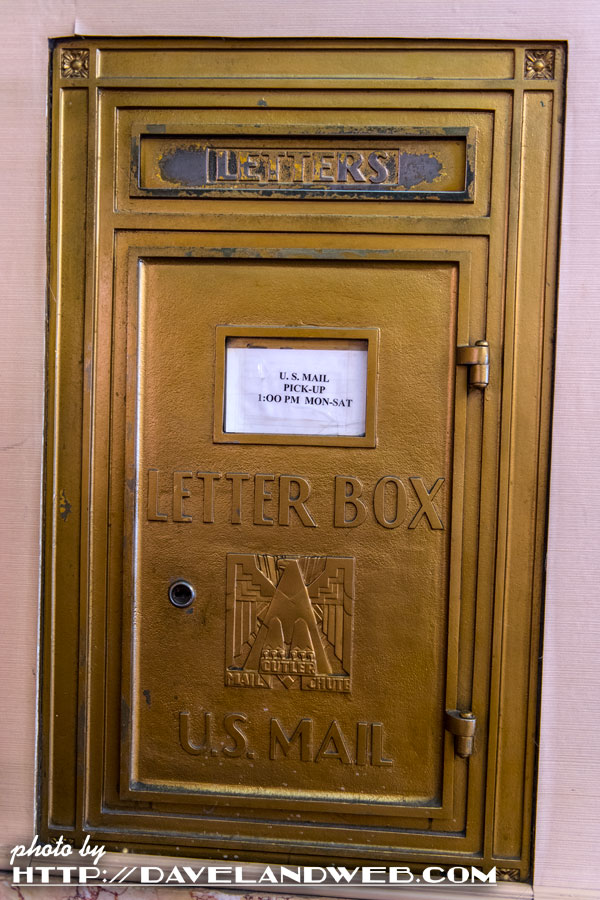 LETTERS
U. S. MAIL
PICK-UP
1:OO PM MON-SAT
LETTER BOX
CUTLER
MAIL CHUTE
U.S. MAIL
photo by
HTTP://DAVELANDWEB.COM